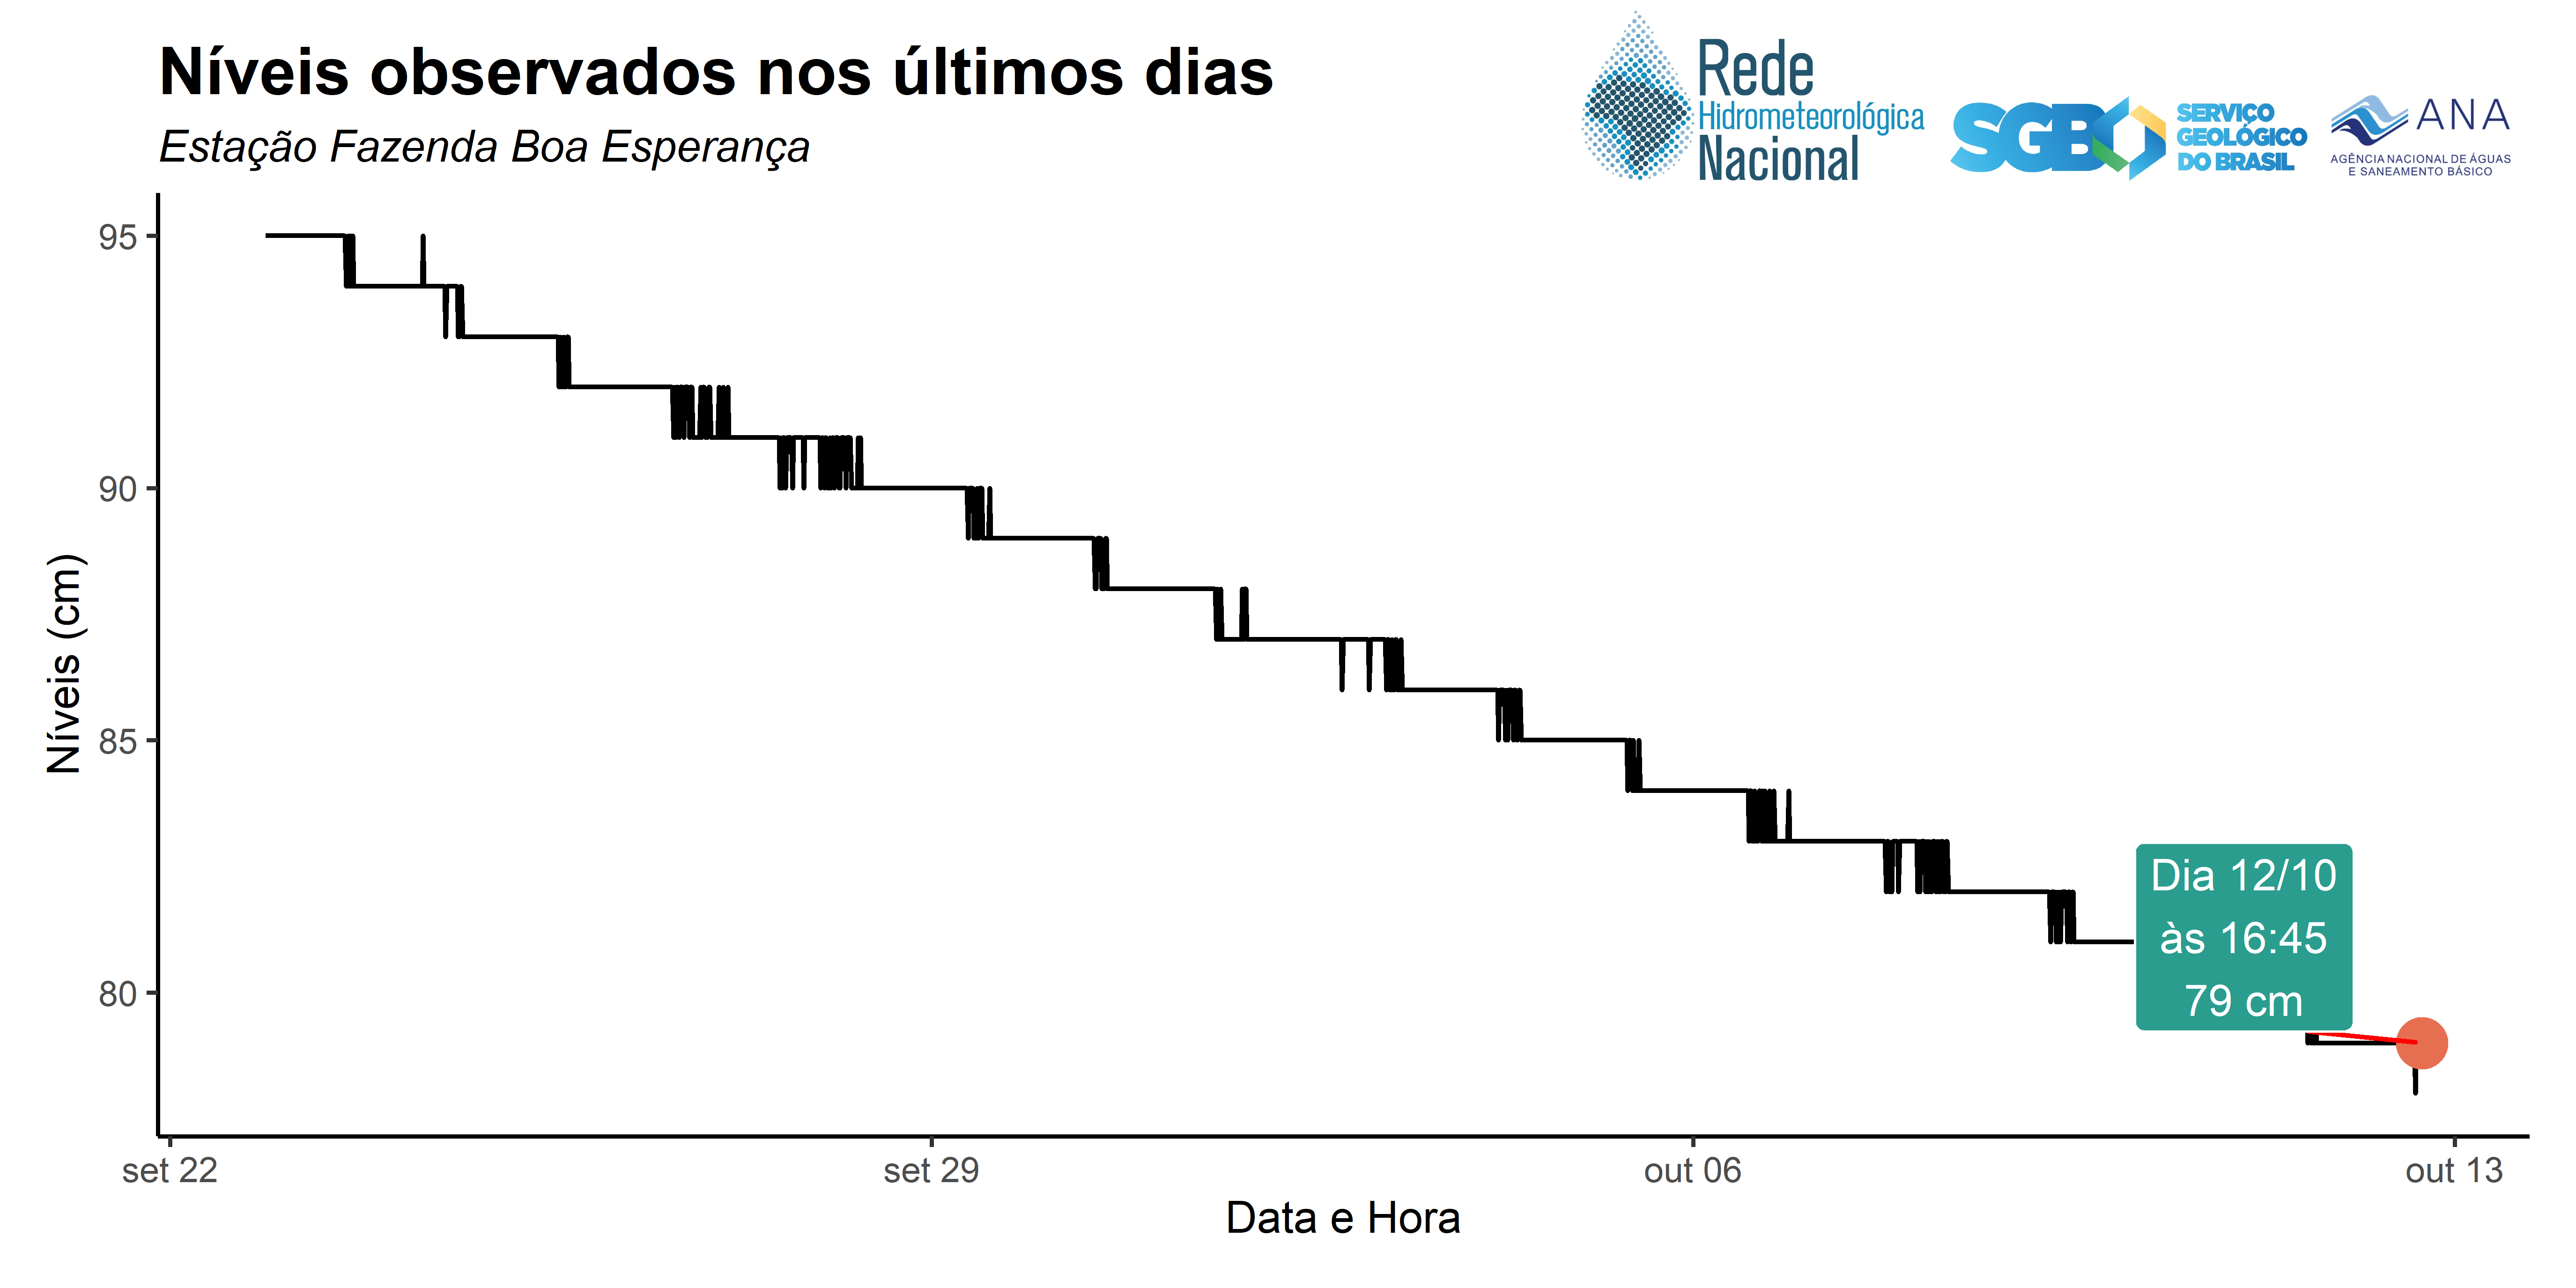 Níveis observados nos últimos dias
Estação Fazenda Boa Esperança
Rede
Hidrometeorológica
Nacional
SGB
SERVIÇO
GEOLÓGICO
DO BRASIL
ANA
AGÊNCIA NACIONAL DE ÁGUAS
E SANEAMENTO BÁSICO
95
90
85
80
Níveis (cm)
Dia 12/10
às 16:45
79 cm
set 22
set 29
out 06
out 13
Data e Hora